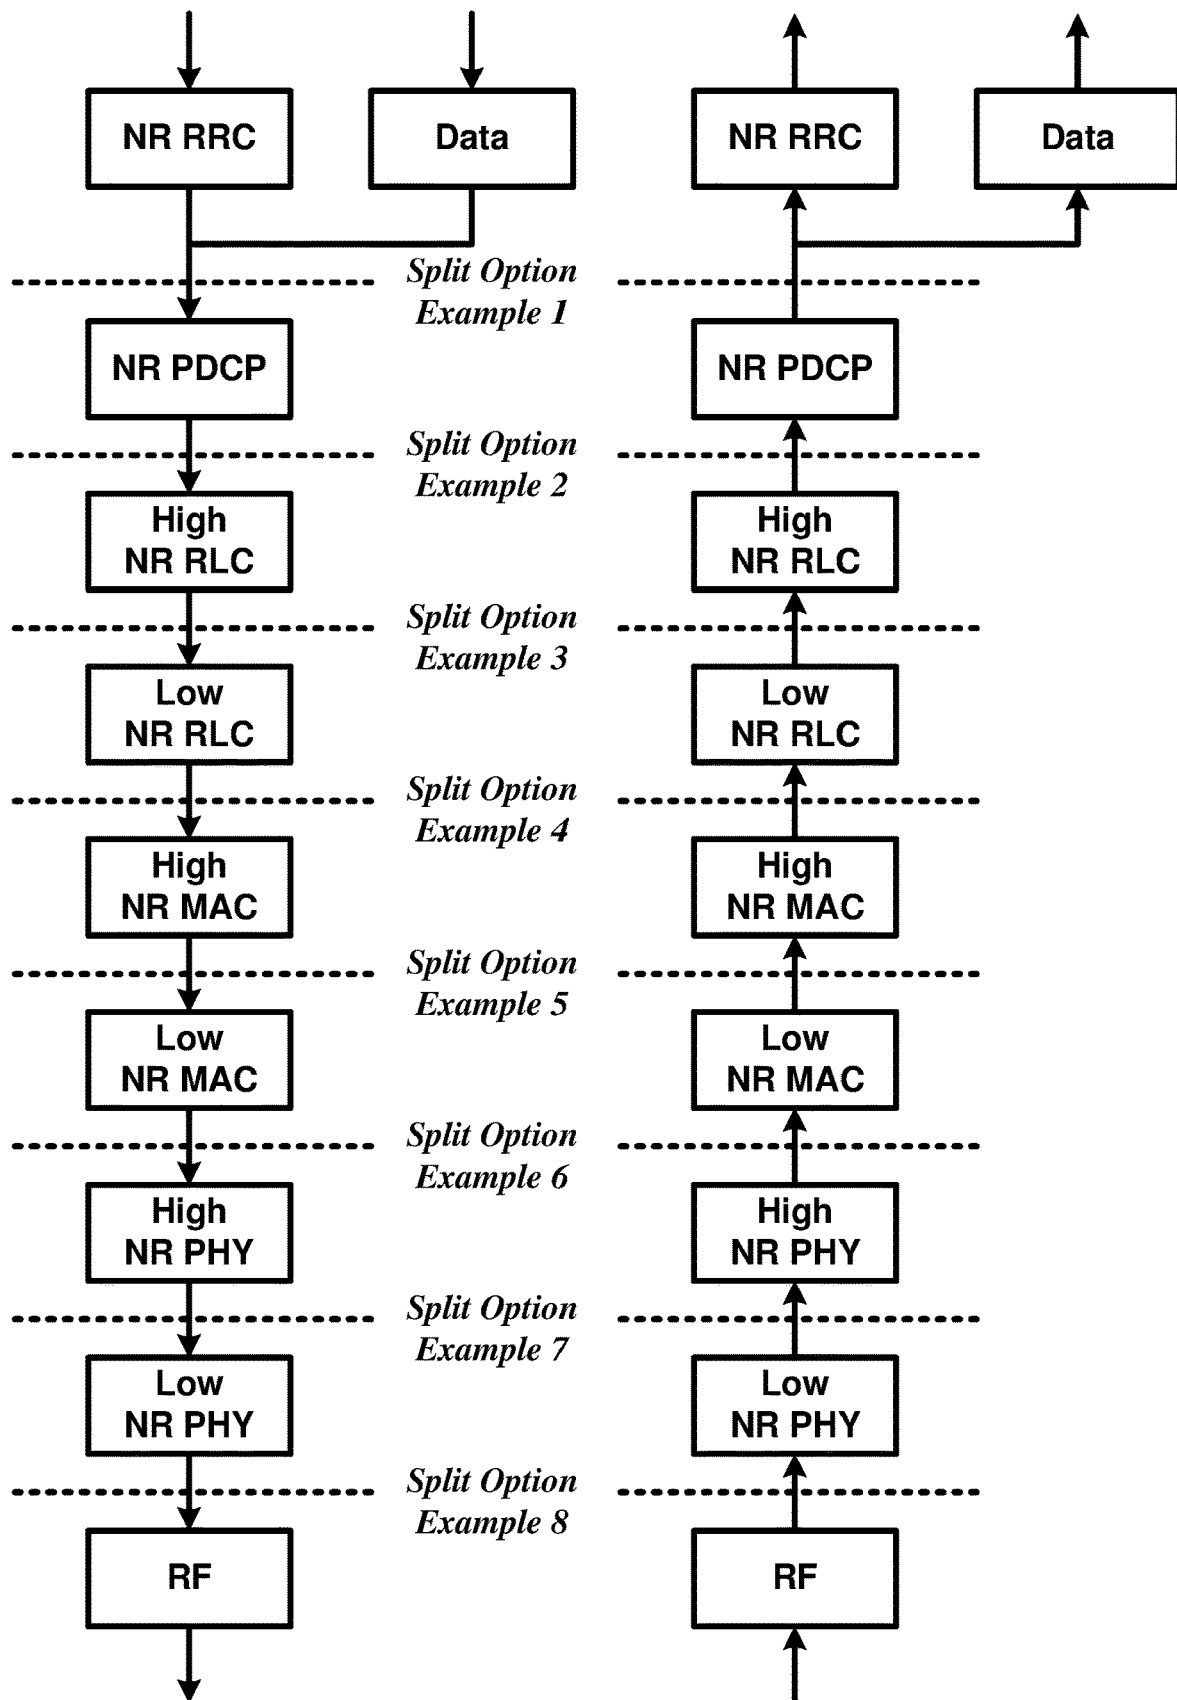 NR RRC
Data
NR RRC
Data
Split Option
Example 1
NR PDCP
NR PDCP
Split Option
Example 2
High
NR RLC
High
NR RLC
Split Option
Example 3
Low
NR RLC
Low
NR RLC
Split Option
Example 4
High
NR MAC
High
NR MAC
Split Option
Example 5
Low
NR MAC
Low
NR MAC
Split Option
Example 6
High
NR PHY
High
NR PHY
Split Option
Example 7
Low
NR PHY
Low
NR PHY
Split Option
Example 8
RF
RF